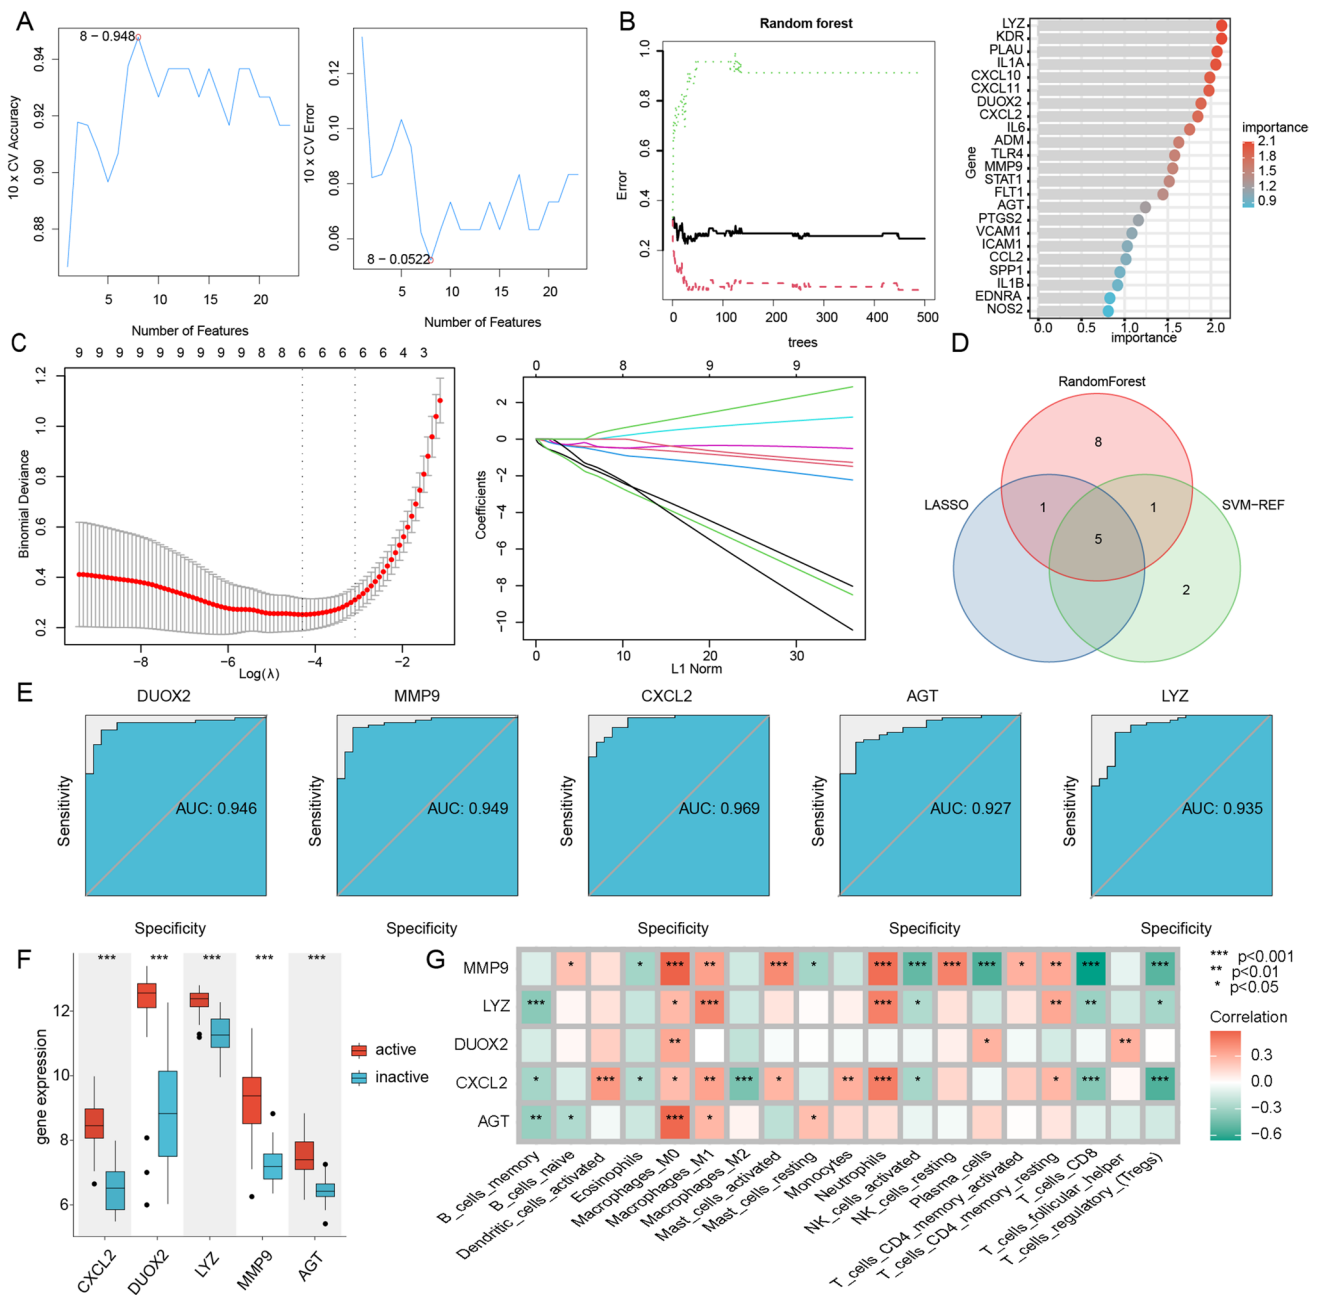 A
8 − 0.948
0.94
0.92
0.90
0.88
10 x CV Accuracy
5 10 15 20
Number of Features
8 − 0.0522
0.12
0.10
0.08
0.06
10 x CV Error
5 10 15 20
Number of Features
B
Random forest
1.0
0.8
0.6
0.4
0.2
Error
0 100 200 300 400 500
trees
LYZ
KDR
PLAU
IL1A
CXCL10
CXCL11
DUOX2
CXCL2
IL6
ADM
TLR4
MMP9
STAT1
FLT1
AGT
PTGS2
VCAM1
ICAM1
CCL2
SPP1
IL1B
EDNRA
NOS2
Gene
0.0 0.5 1.0 1.5 2.0
importance
importance
2.1
1.8
1.5
1.2
0.9
C
9 9 9 9 9 9 9 9 9 8 8 6 6 6 6 6 4 3
1.2
1.0
0.8
0.6
0.4
0.2
Binomial Deviance
−8 −6 −4 −2
Log(λ)
0 8 9 9
2
0
−2
−4
−6
−8
−10
Coefficients
0 10 20 30
L1 Norm
D
RandomForest
8
LASSO
1
1
SVM−REF
5
2
E
DUOX2
Sensitivity
AUC: 0.946
Specificity
MMP9
Sensitivity
AUC: 0.949
Specificity
CXCL2
Sensitivity
AUC: 0.969
Specificity
AGT
Sensitivity
AUC: 0.927
Specificity
LYZ
Sensitivity
AUC: 0.935
Specificity
F
*** *** *** *** ***
12
10
8
6
gene expression
CXCL2
DUOX2
LYZ
MMP9
AGT
active
inactive
G
MMP9 * * *** ** *** * *** *** *** *** * ** *** ***
LYZ *** * *** *** * ** ** *
DUOX2 ** * **
CXCL2 * *** * * ** *** * ** *** * * *** ***
AGT ** * *** * *
B_cells_memory
B_cells_naive
Dendritic_cells_activated
Eosinophils
Macrophages_M0
Macrophages_M1
Macrophages_M2
Mast_cells_activated
Mast_cells_resting
Monocytes
Neutrophils
NK_cells_activated
NK_cells_resting
Plasma_cells
T_cells_CD4_memory_activated
T_cells_CD4_memory_resting
T_cells_CD8
T_cells_follicular_helper
T_cells_regulatory_(Tregs)
*** p<0.001
** p<0.01
* p<0.05
Correlation
0.3
0.0
−0.3
−0.6